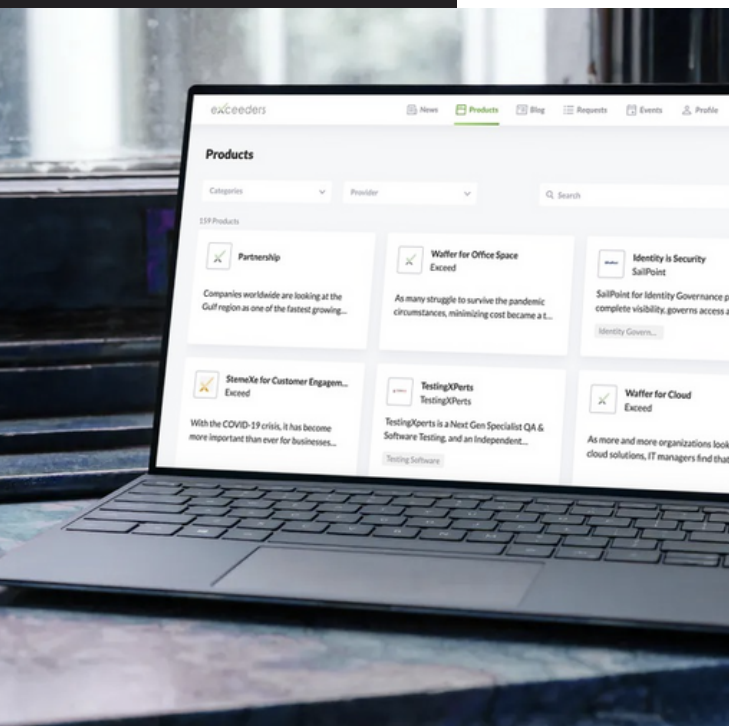 exceeders
News
Products
Blog
Requests
Events
Profile
Products
Categories
Provider
Search
159 Products
Partnership
Companies worldwide are looking at the
Gulf region as one of the fastest growing...
Waffer for Office Space
Exceed
As many struggle to survive the pandemic
circumstances, minimizing cost became a t...
Identity is Security
SailPoint
SailPoint for Identity Governance p
complete visibility, governs access a
Identity Govern...
StemeXe for Customer Engagem...
Exceed
With the COVID-19 crisis, it has become
more important than ever for businesses...
TestingXPerts
TestingXPerts
TestingXperts is a Next Gen Specialist QA &
Software Testing, and an Independent...
Testing Software
Waffer for Cloud
Exceed
As more and more organizations look
cloud solutions, IT managers find that